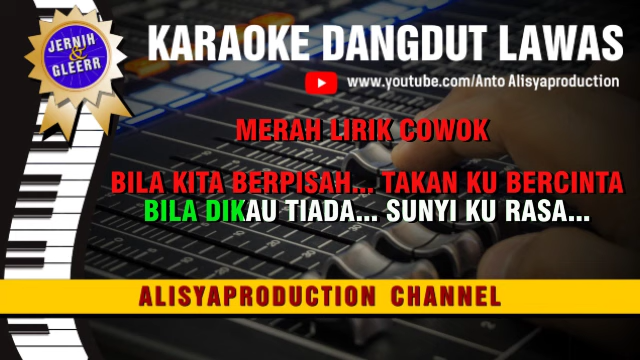 JERNIH
&
GLEERR
KARAOKE DANGDUT LAWAS
www.youtube.com/Anto Alisyaproduction
MERAH LIRIK COWOK
BILA KITA BERPISAH... TAKAN KU BERCINTA
BILA DIKAU TIADA... SUNYI KU RASA...
ALISYAPRODUCTION CHANNEL